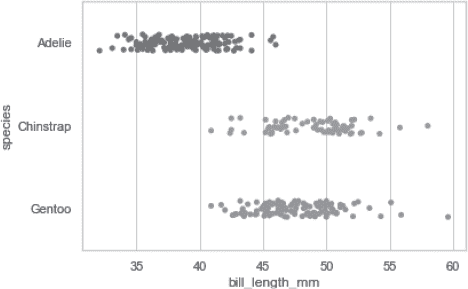 Adelie
Chinstrap
Gentoo
species
35 40 45 50 55 60
bill_length_mm